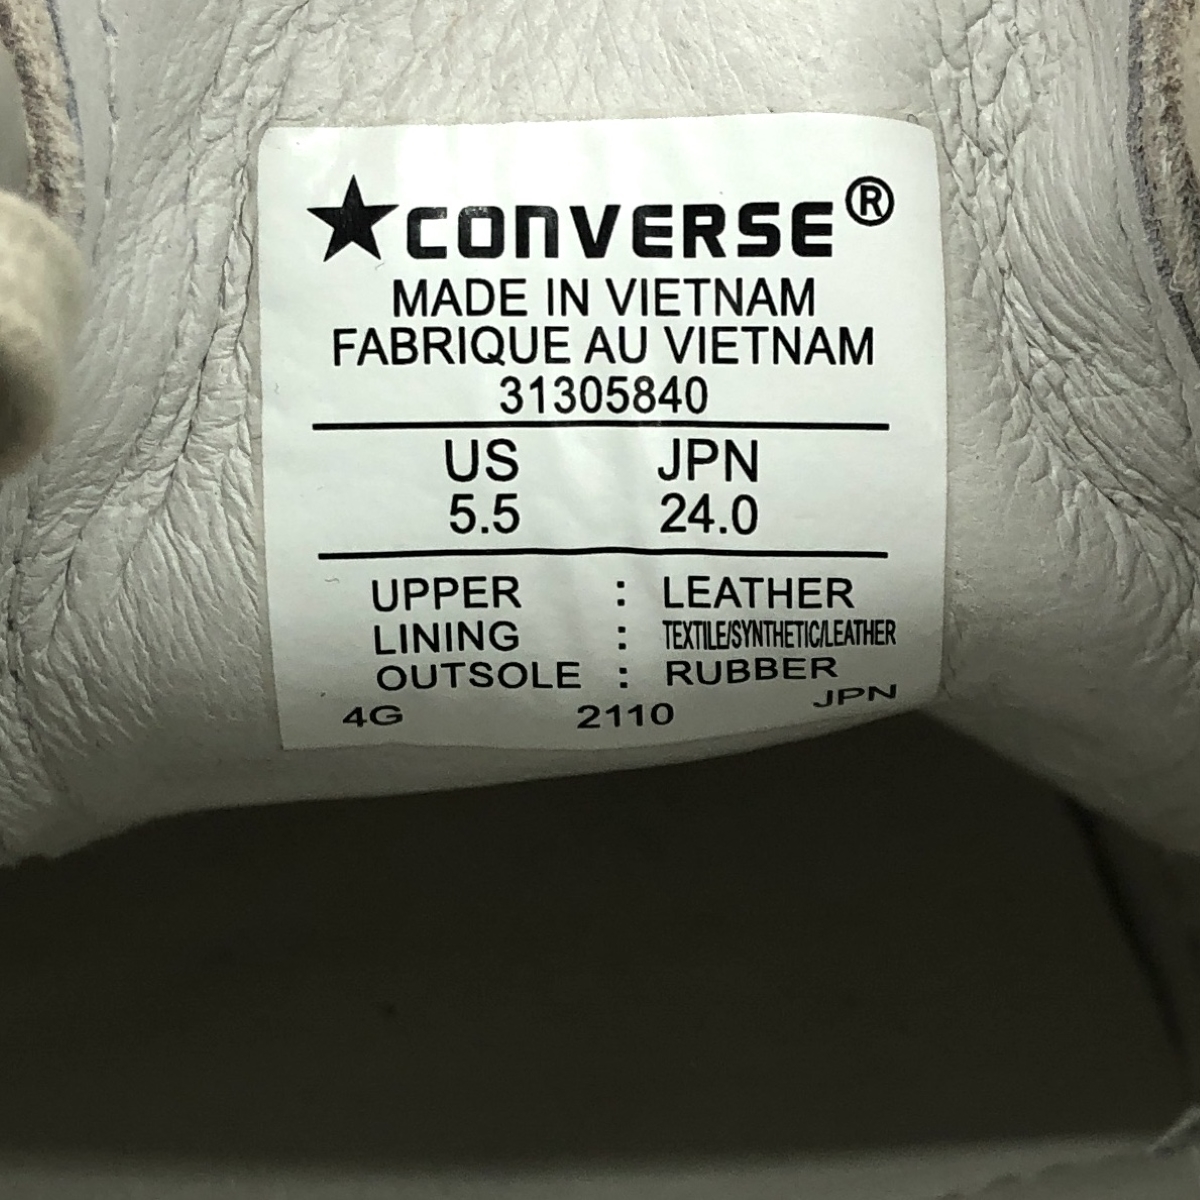 ★CONVERSE®
MADE IN VIETNAM
FABRIQUE AU VIETNAM
31305840
US JPN
5.5 24.0
UPPER : LEATHER
LINING : TEXTILE/SYNTHETIC/LEATHER
OUTSOLE : RUBBER
4G 2110 JPN